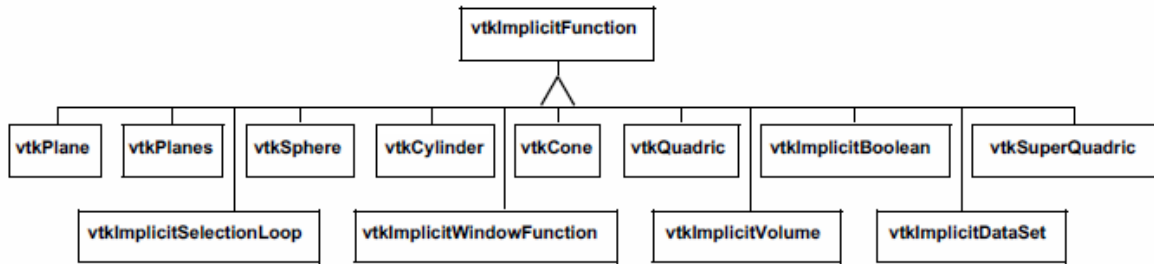 vtkImplicitFunction
vtkPlane
vtkPlanes
vtkSphere
vtkCylinder
vtkCone
vtkQuadric
vtkImplicitBoolean
vtkSuperQuadric
vtkImplicitSelectionLoop
vtkImplicitWindowFunction
vtkImplicitVolume
vtkImplicitDataSet